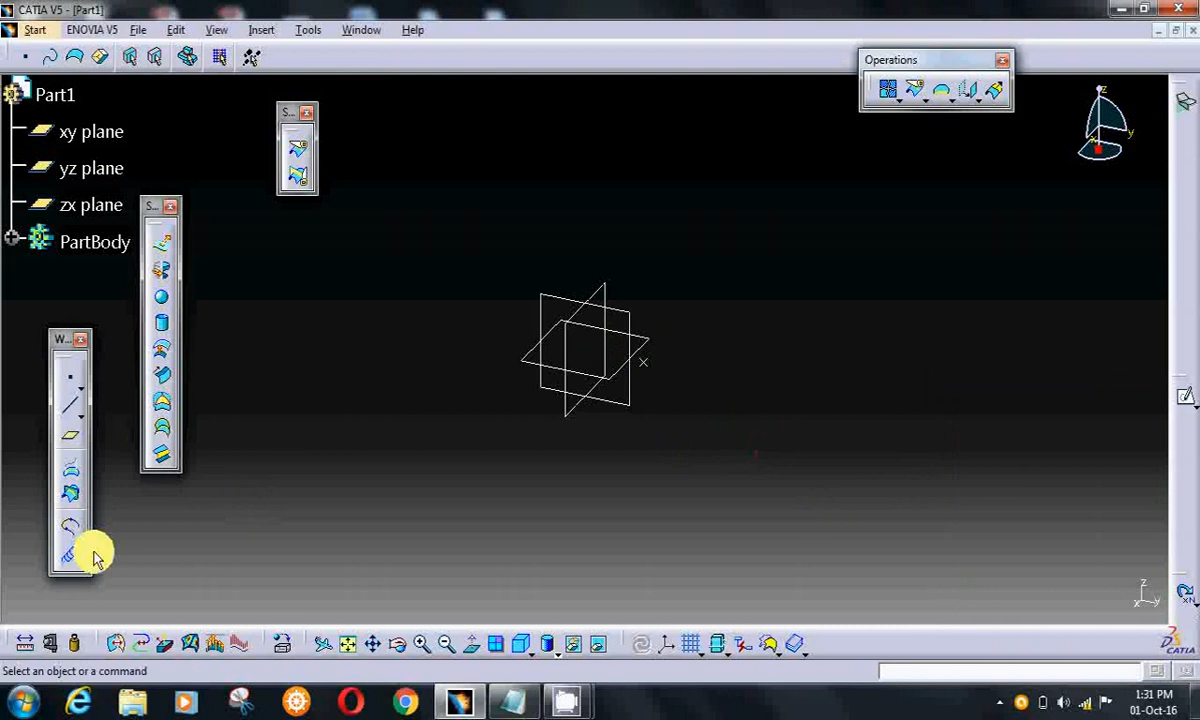 CATIA V5 - [Part1]
Start ENOVIA V5 File Edit View Insert Tools Window Help
Operations
Part1
xy plane
yz plane
zx plane
PartBody
S...
S...
W...
z
y
x
z
x y
CATIA
Select an object or a command
1:31 PM
01-Oct-16